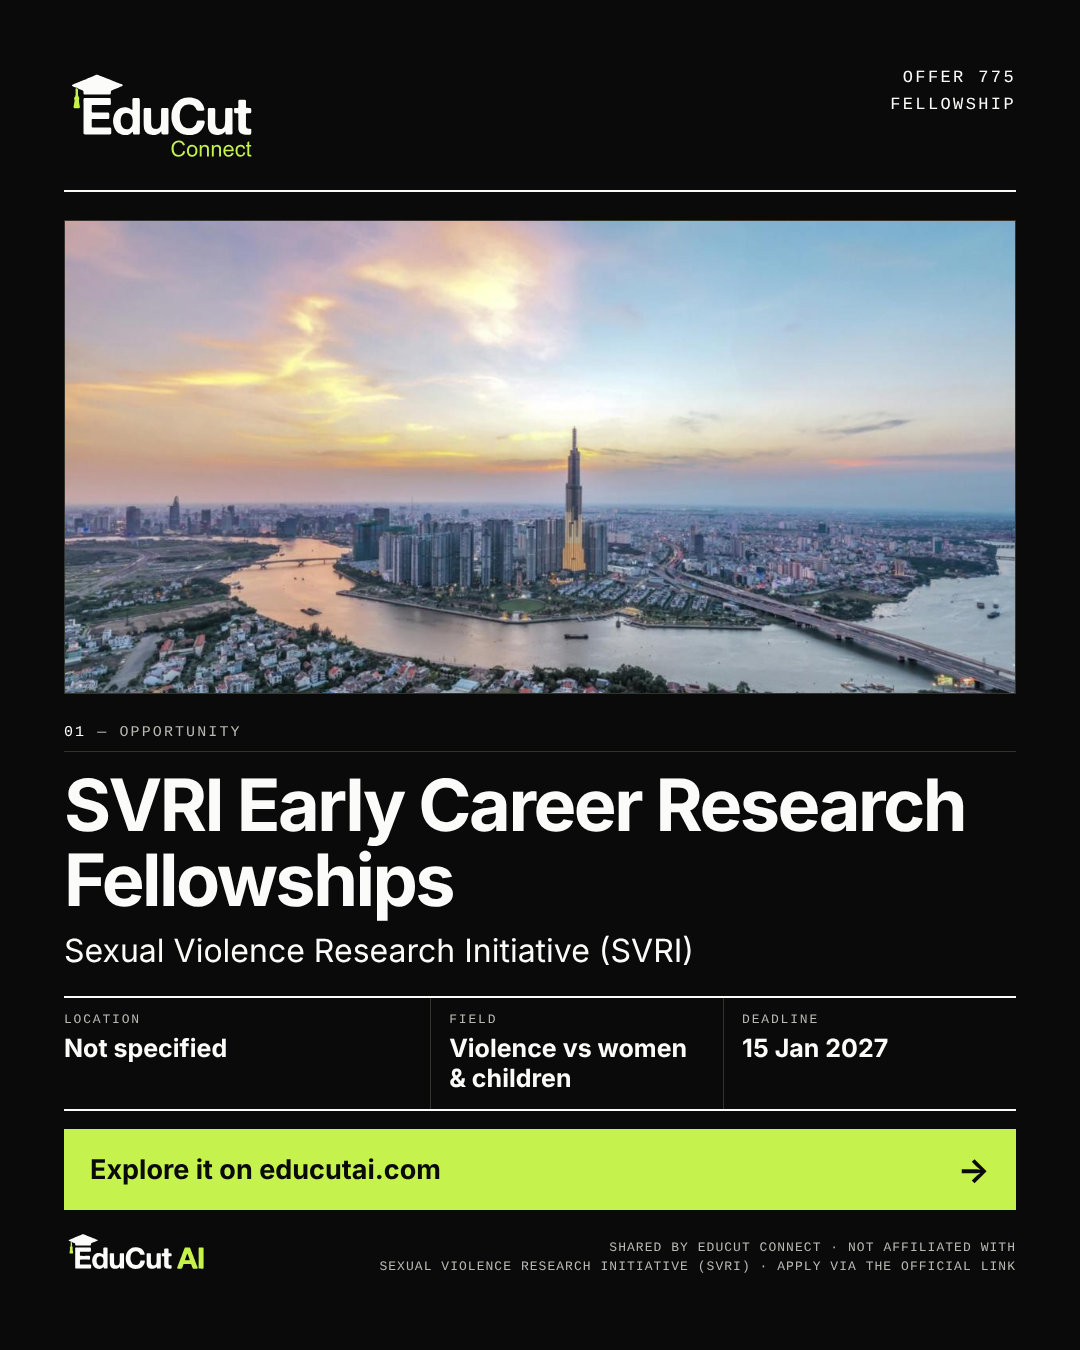 EduCut
Connect
OFFER 775
FELLOWSHIP
01 — OPPORTUNITY
SVRI Early Career Research
Fellowships
Sexual Violence Research Initiative (SVRI)
LOCATION
Not specified
FIELD
Violence vs women
& children
DEADLINE
15 Jan 2027
Explore it on educutai.com
EduCut AI
SHARED BY EDUCUT CONNECT · NOT AFFILIATED WITH
SEXUAL VIOLENCE RESEARCH INITIATIVE (SVRI) · APPLY VIA THE OFFICIAL LINK